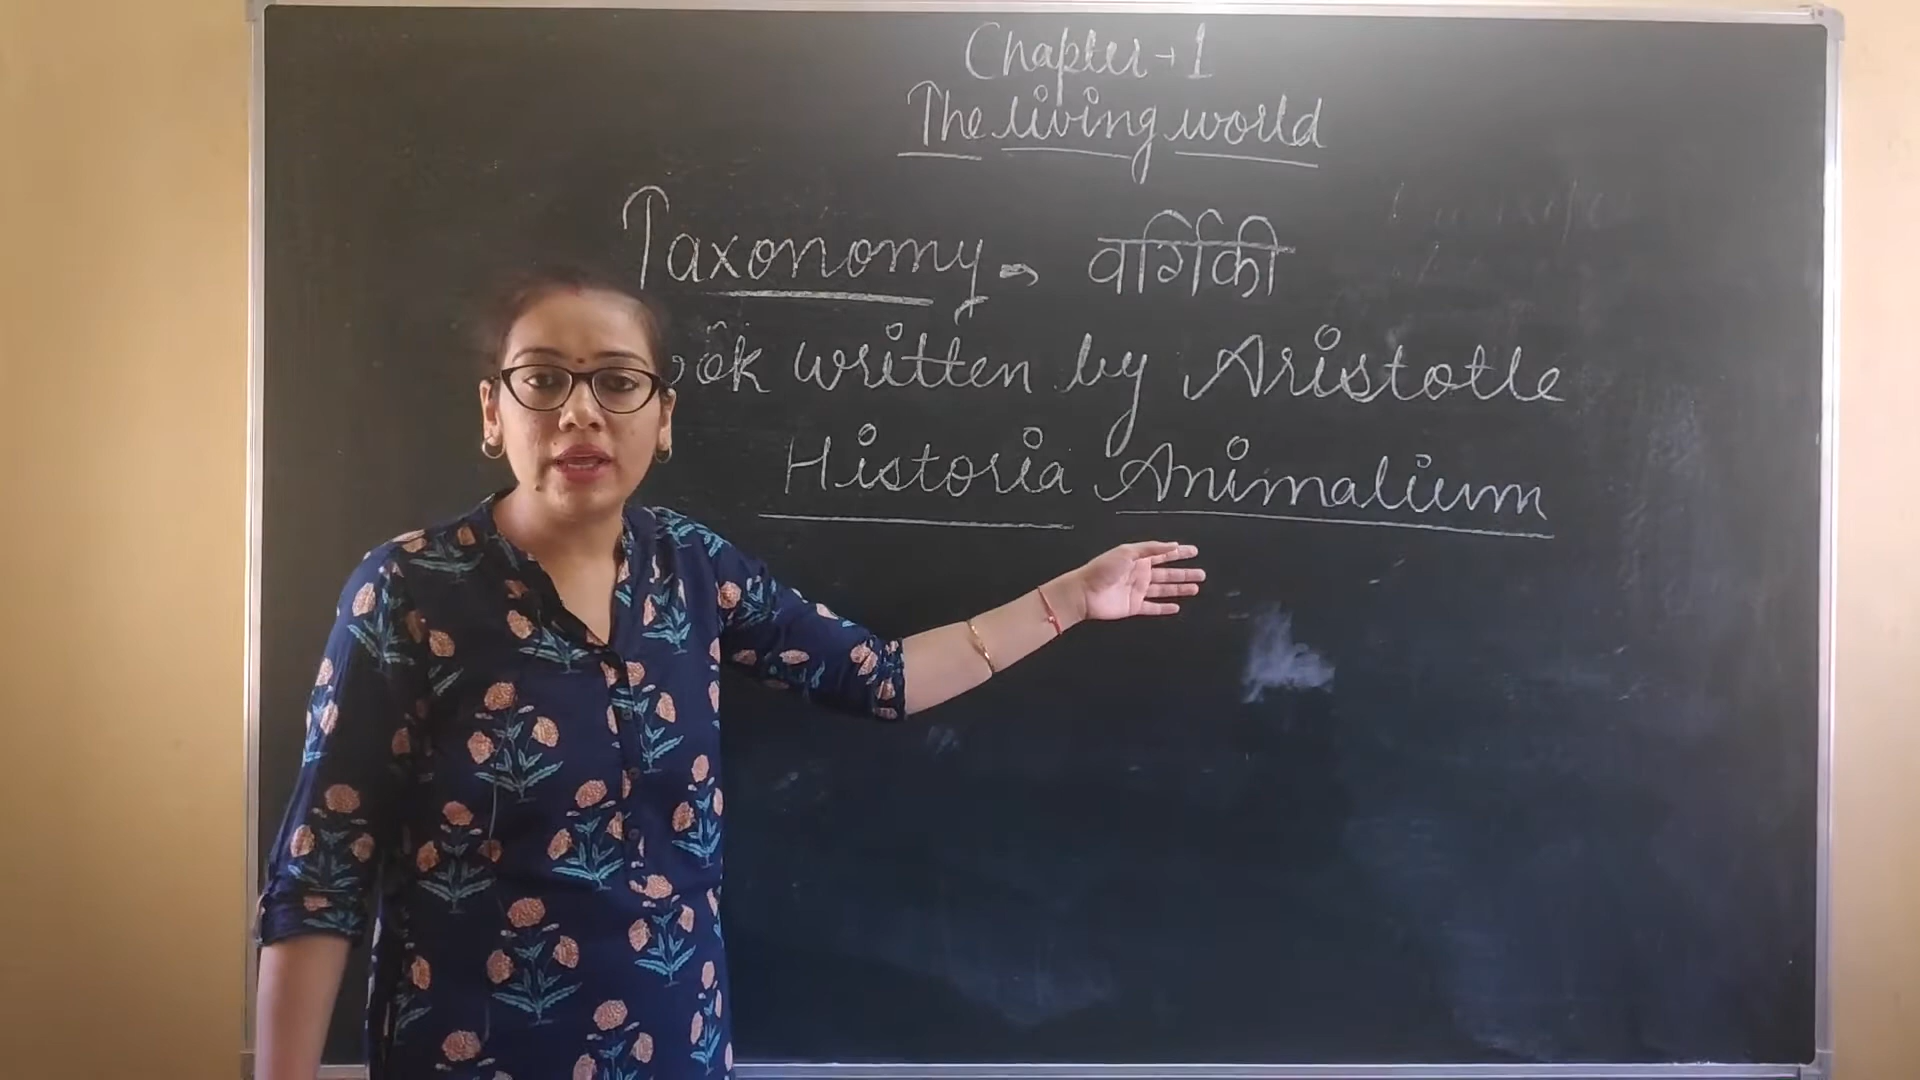 Chapter → 1
The living world
Taxonomy → वर्गिकी
written by Aristotle
Historia Animalium